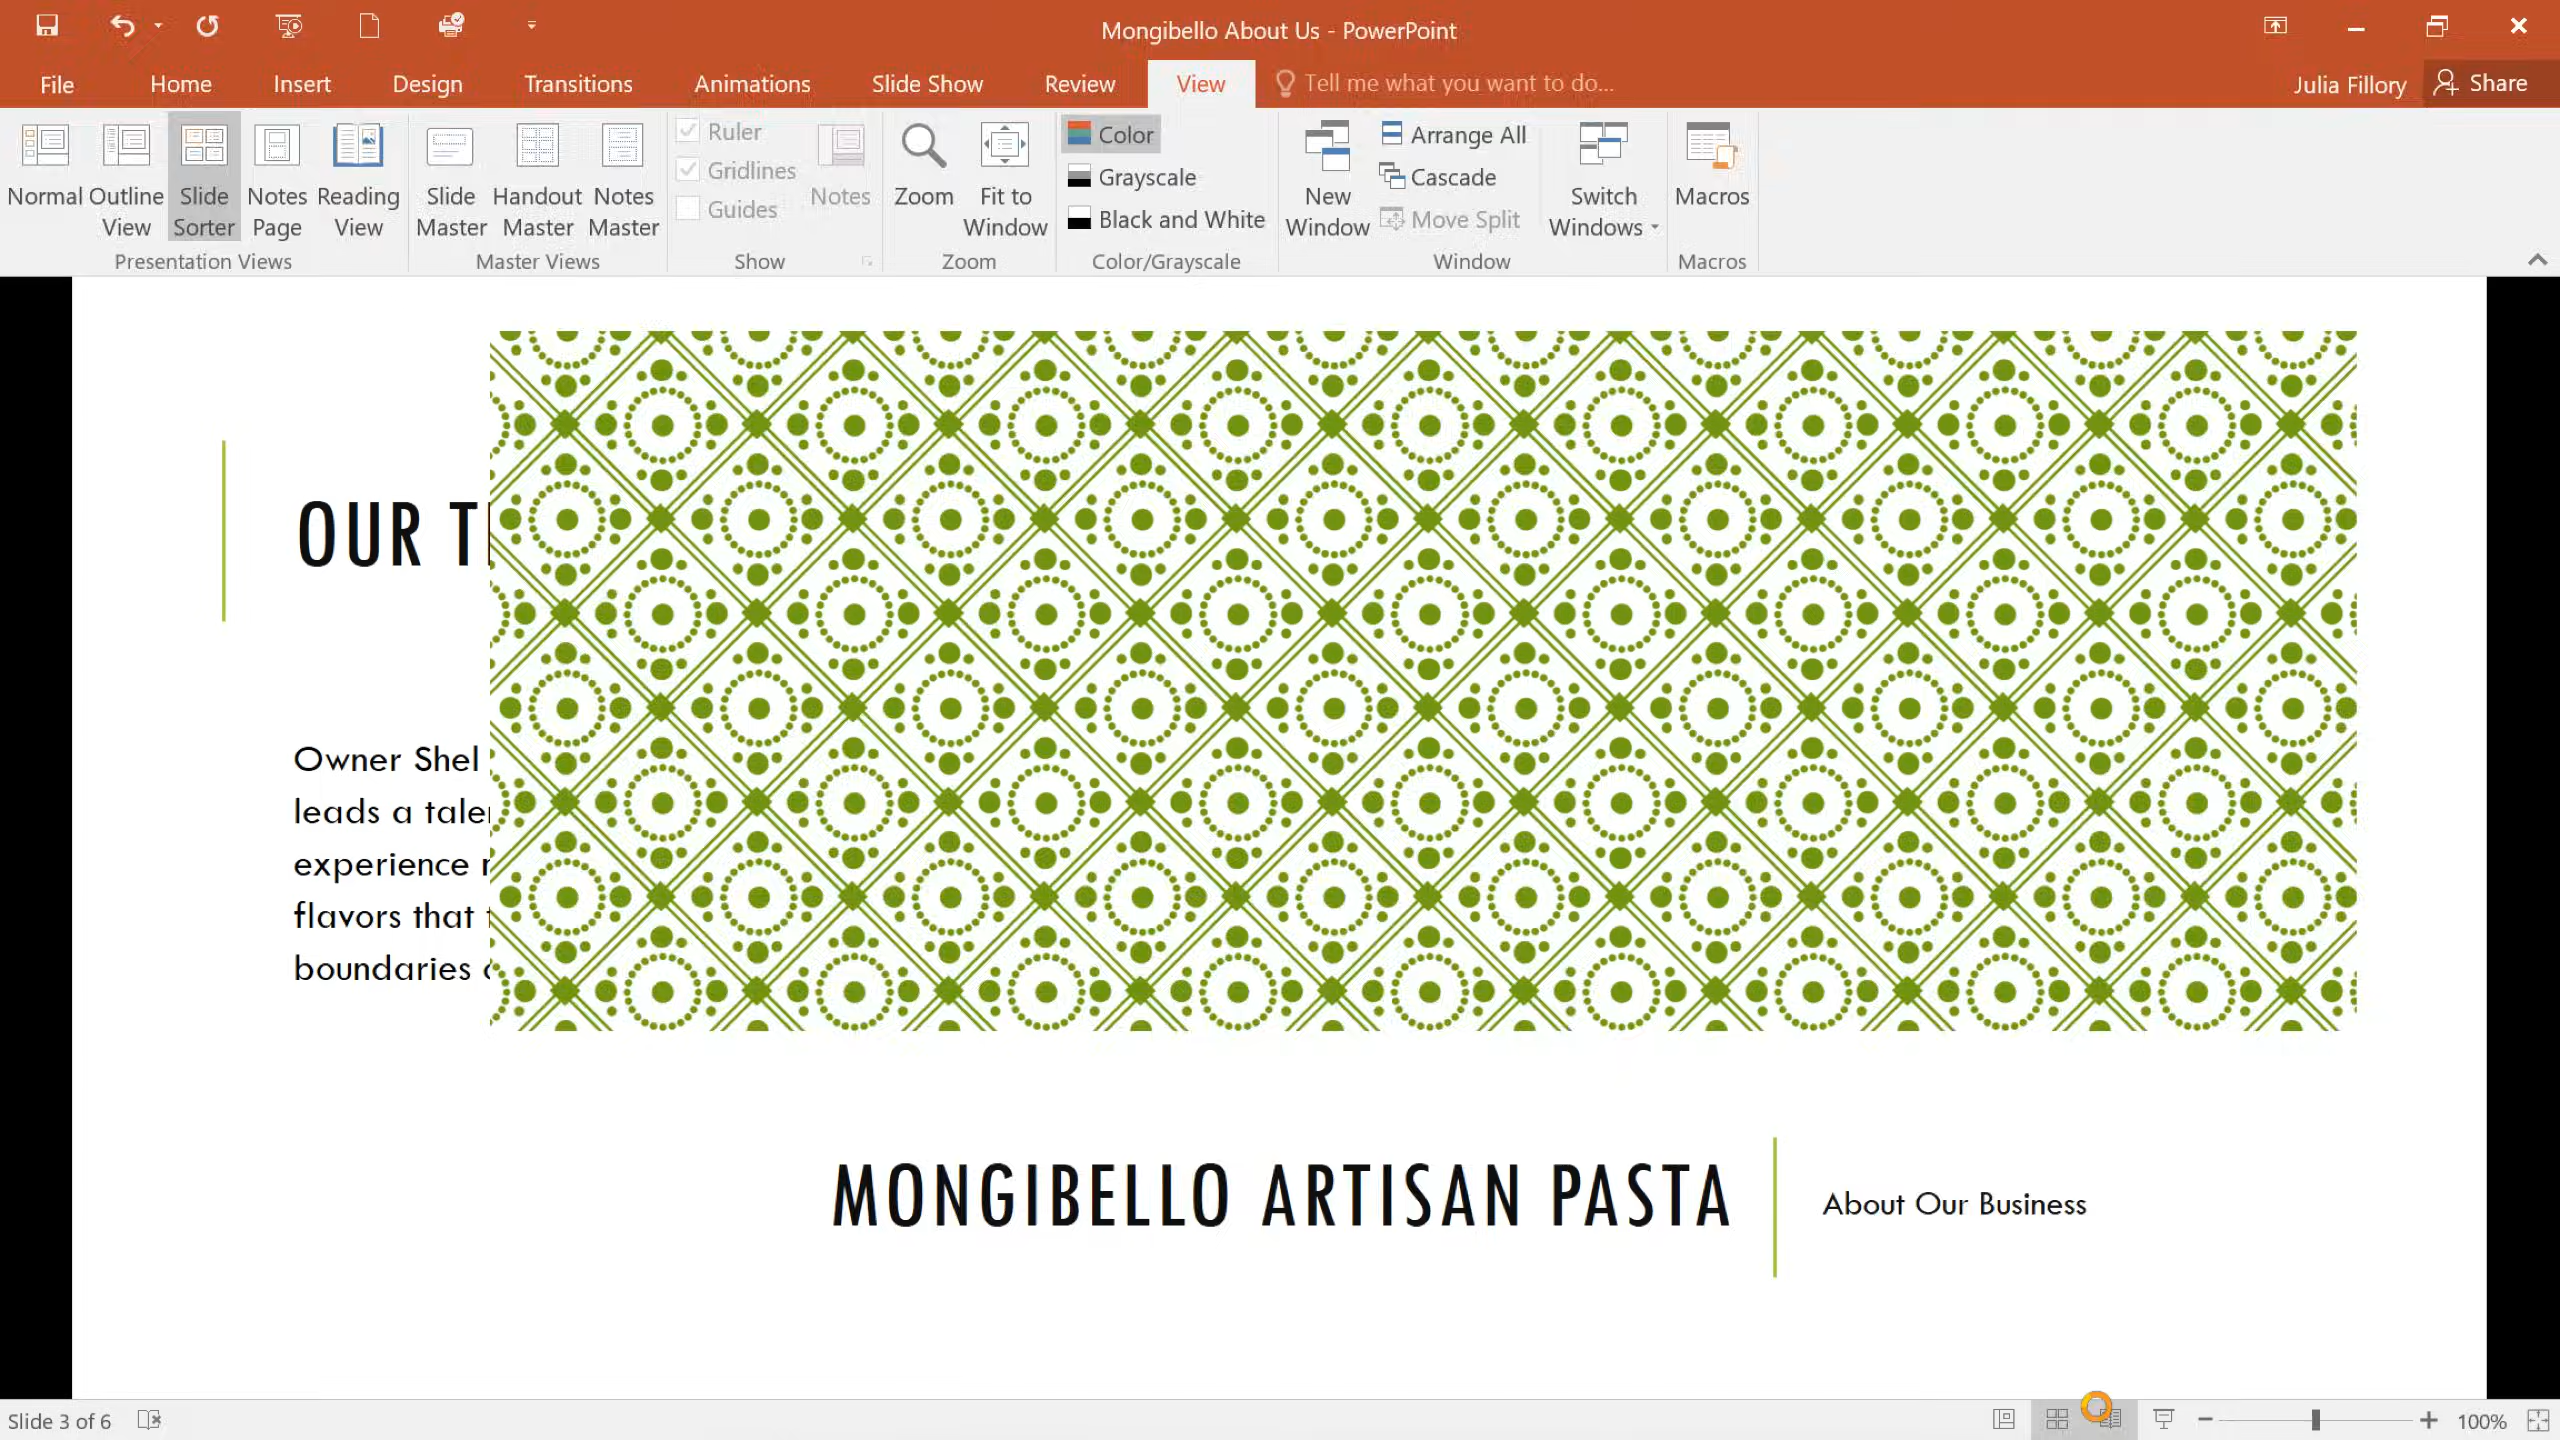 Mongibello About Us - PowerPoint
File Home Insert Design Transitions Animations Slide Show Review View Tell me what you want to do... Julia Fillory Share
Normal Outline View Slide Sorter Notes Page Reading View
Presentation Views
Slide Master Handout Master Notes Master
Master Views
Ruler
Gridlines
Guides
Notes
Show
Zoom Fit to Window
Zoom
Color
Grayscale
Black and White
Color/Grayscale
New Window
Arrange All
Cascade
Move Split
Switch Windows
Window
Macros
Macros
OUR
Owner Shel
leads a
experience
flavors that
boundaries
MONGIBELLO ARTISAN PASTA
About Our Business
Slide 3 of 6
100%